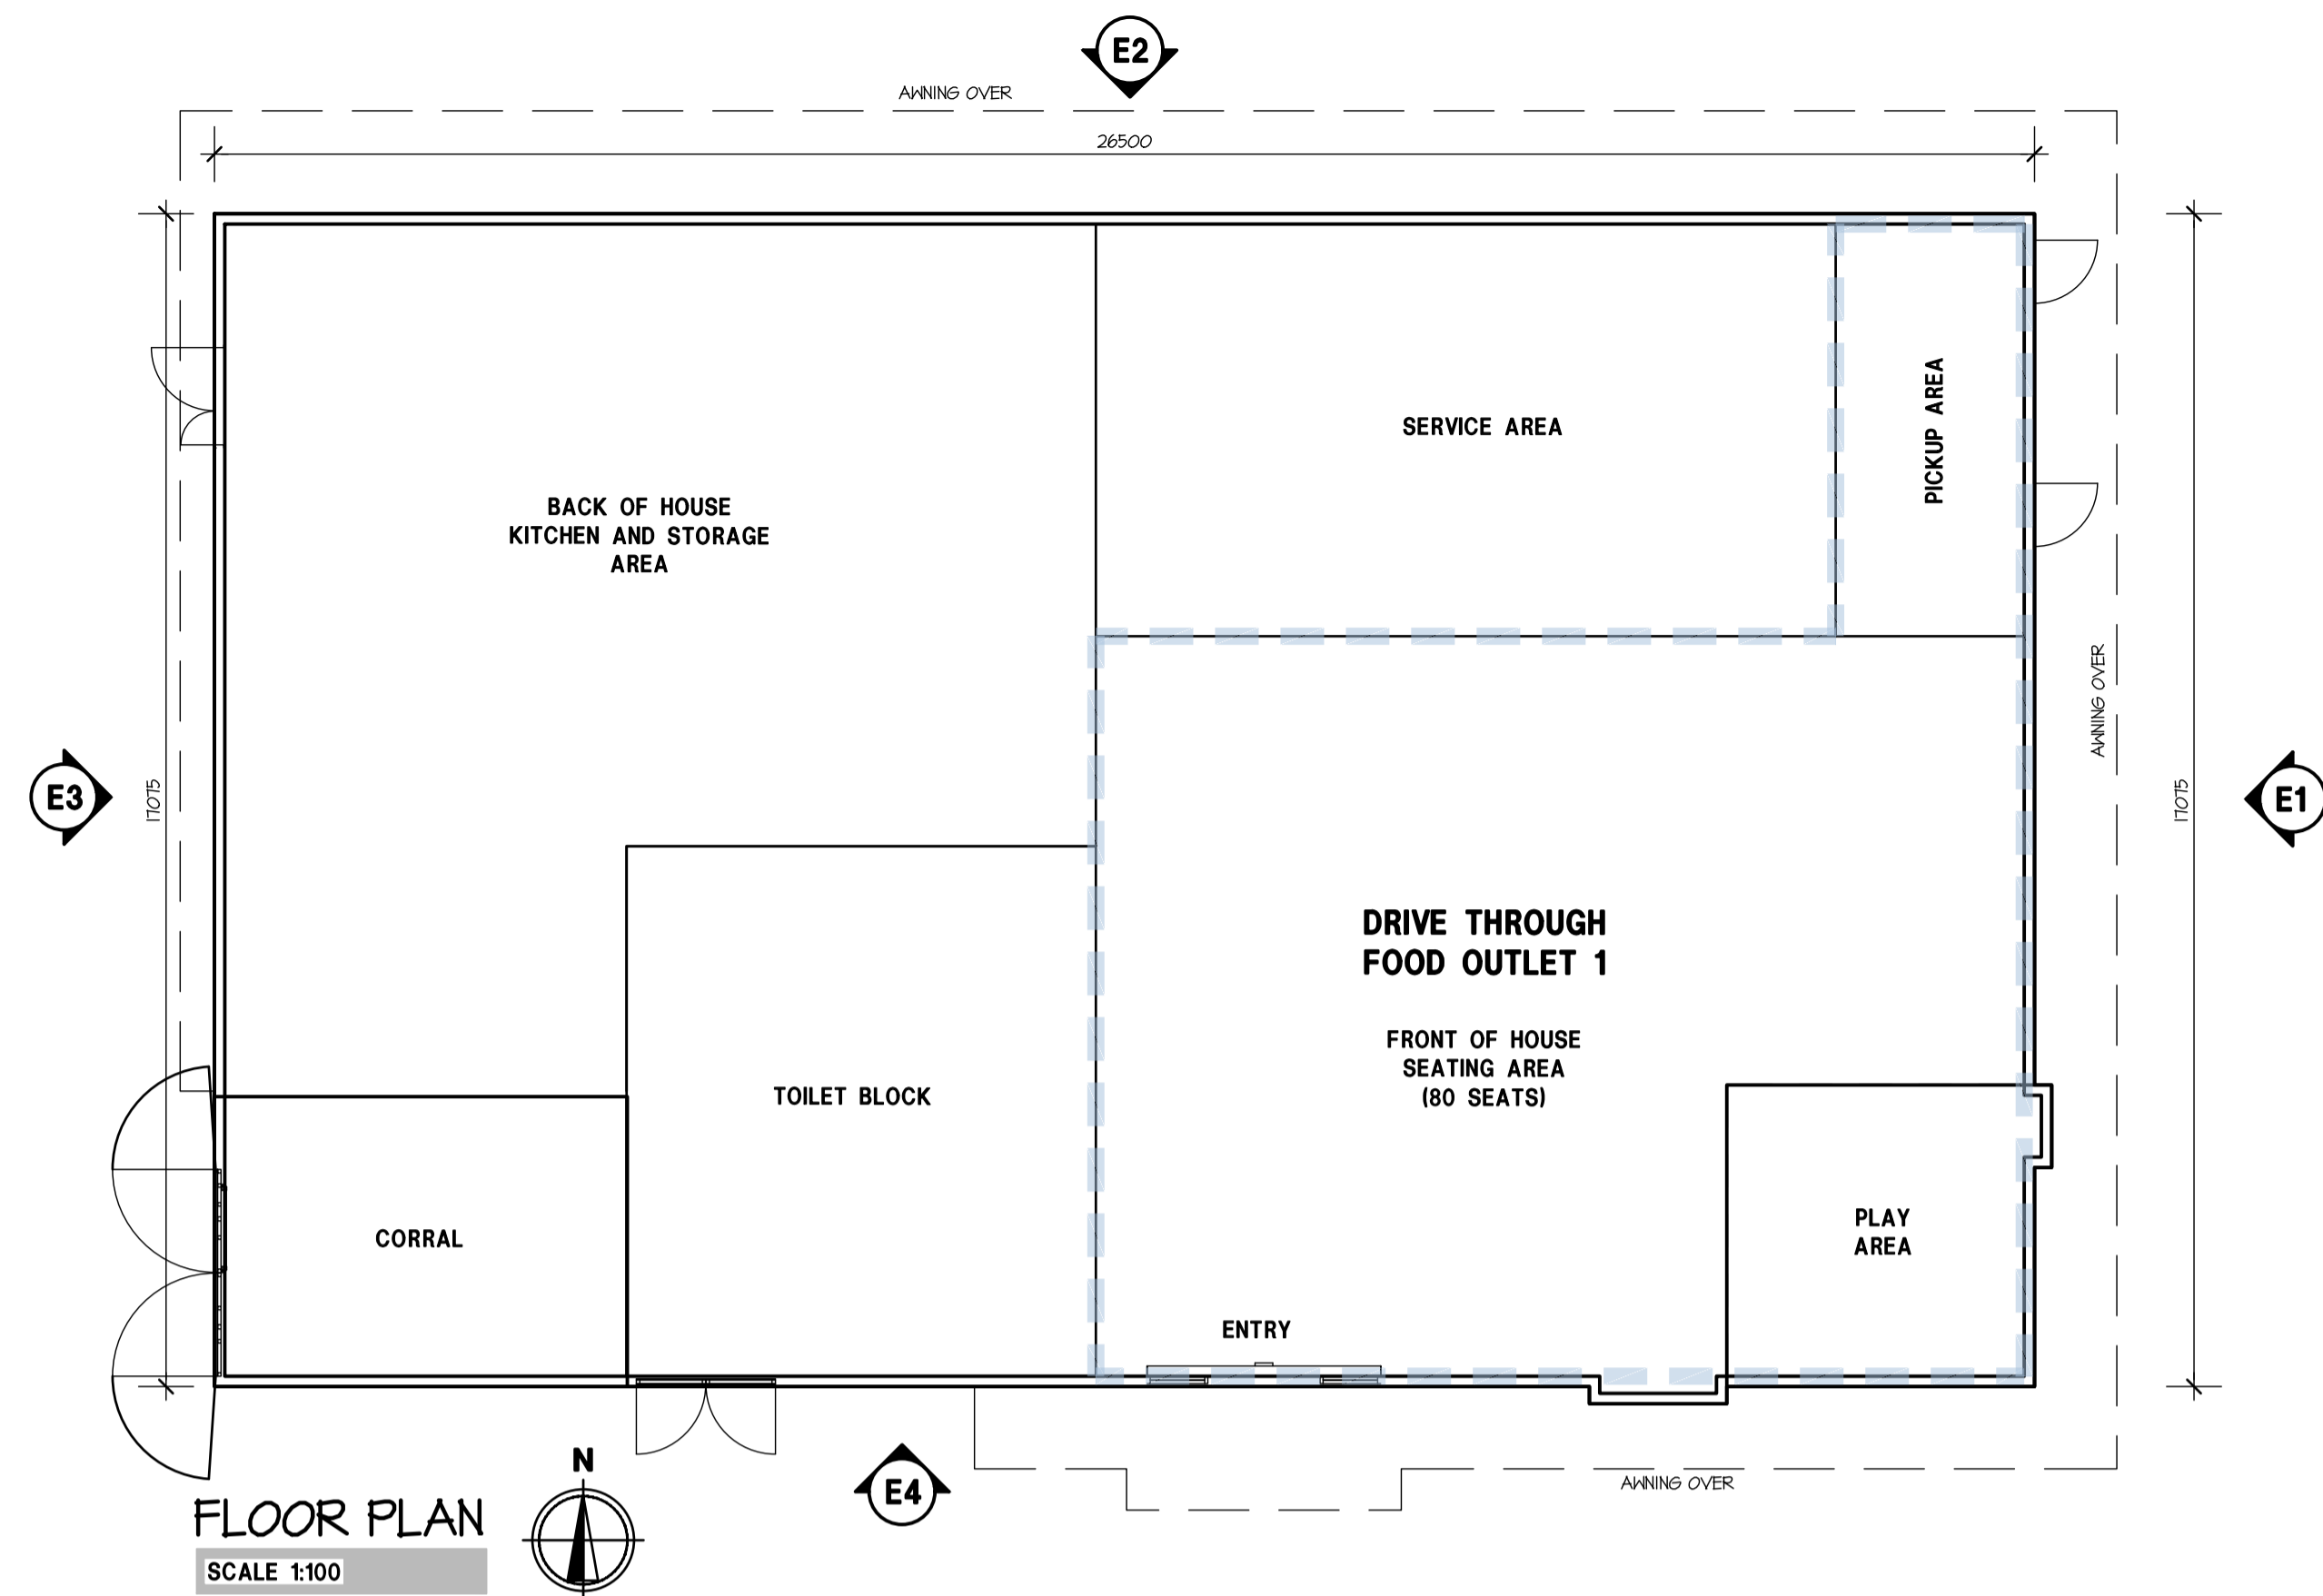 E2
AWNING OVER
26500
SERVICE AREA
PICKUP AREA
BACK OF HOUSE
KITCHEN AND STORAGE
AREA
AWNING OVER
E3
17075
17075
E1
DRIVE THROUGH
FOOD OUTLET 1
FRONT OF HOUSE
SEATING AREA
(80 SEATS)
TOILET BLOCK
CORRAL
PLAY
AREA
ENTRY
N
E4
AWNING OVER
FLOOR PLAN
SCALE 1:100